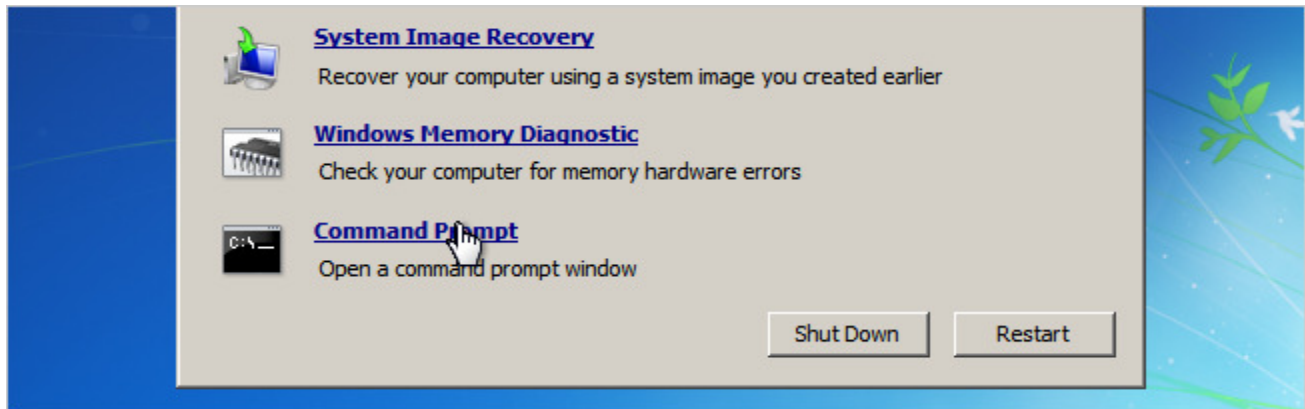 System Image Recovery
Recover your computer using a system image you created earlier
Windows Memory Diagnostic
Check your computer for memory hardware errors
C:\_
Command Prompt
Open a command prompt window
Shut Down
Restart